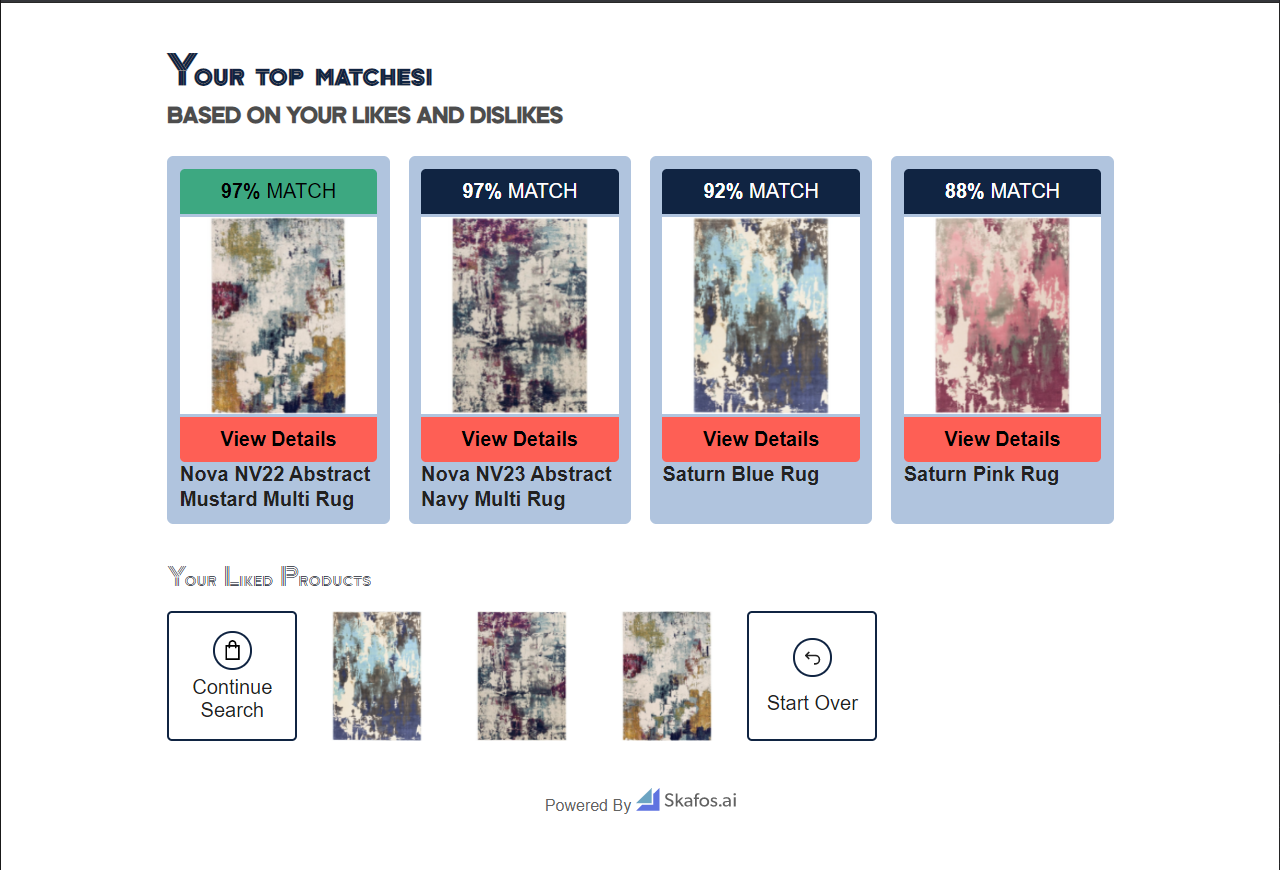 Your top matches!
BASED ON YOUR LIKES AND DISLIKES
97% MATCH
97% MATCH
92% MATCH
88% MATCH
View Details
View Details
View Details
View Details
Nova NV22 Abstract
Mustard Multi Rug
Nova NV23 Abstract
Navy Multi Rug
Saturn Blue Rug
Saturn Pink Rug
Your Liked Products
Continue
Search
Start Over
Powered By Skafos.ai